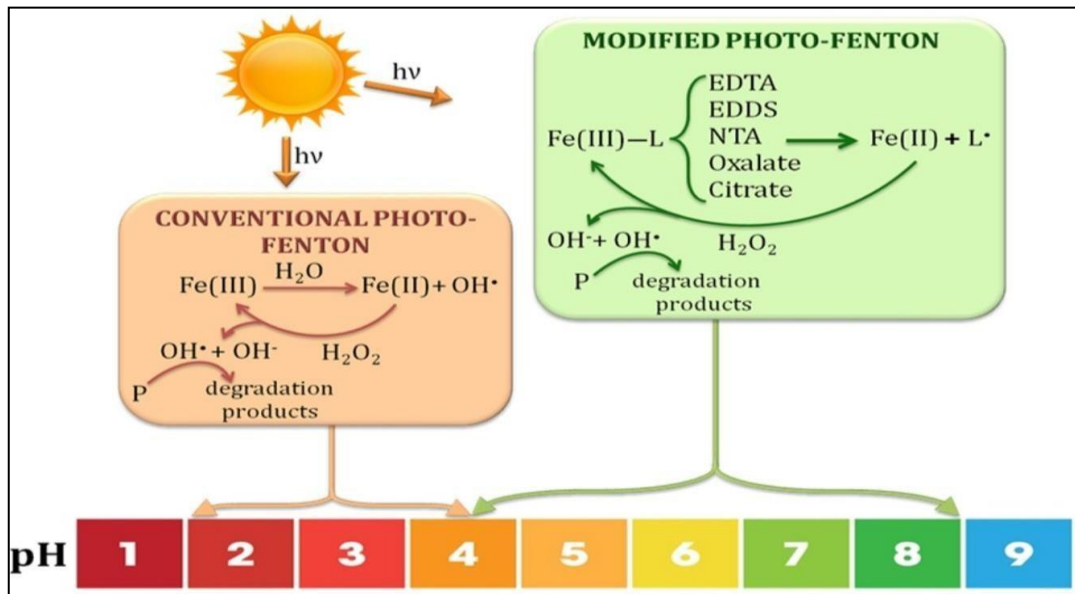 hν
hν
CONVENTIONAL PHOTO-
FENTON
H₂O
Fe(III) Fe(II)+ OH•
OH•+ OH- H₂O₂
P degradation
products
MODIFIED PHOTO-FENTON
EDTA
EDDS
Fe(III)—L NTA Fe(II) + L•
Oxalate
Citrate
OH-+ OH• H₂O₂
P degradation
products
pH 1 2 3 4 5 6 7 8 9